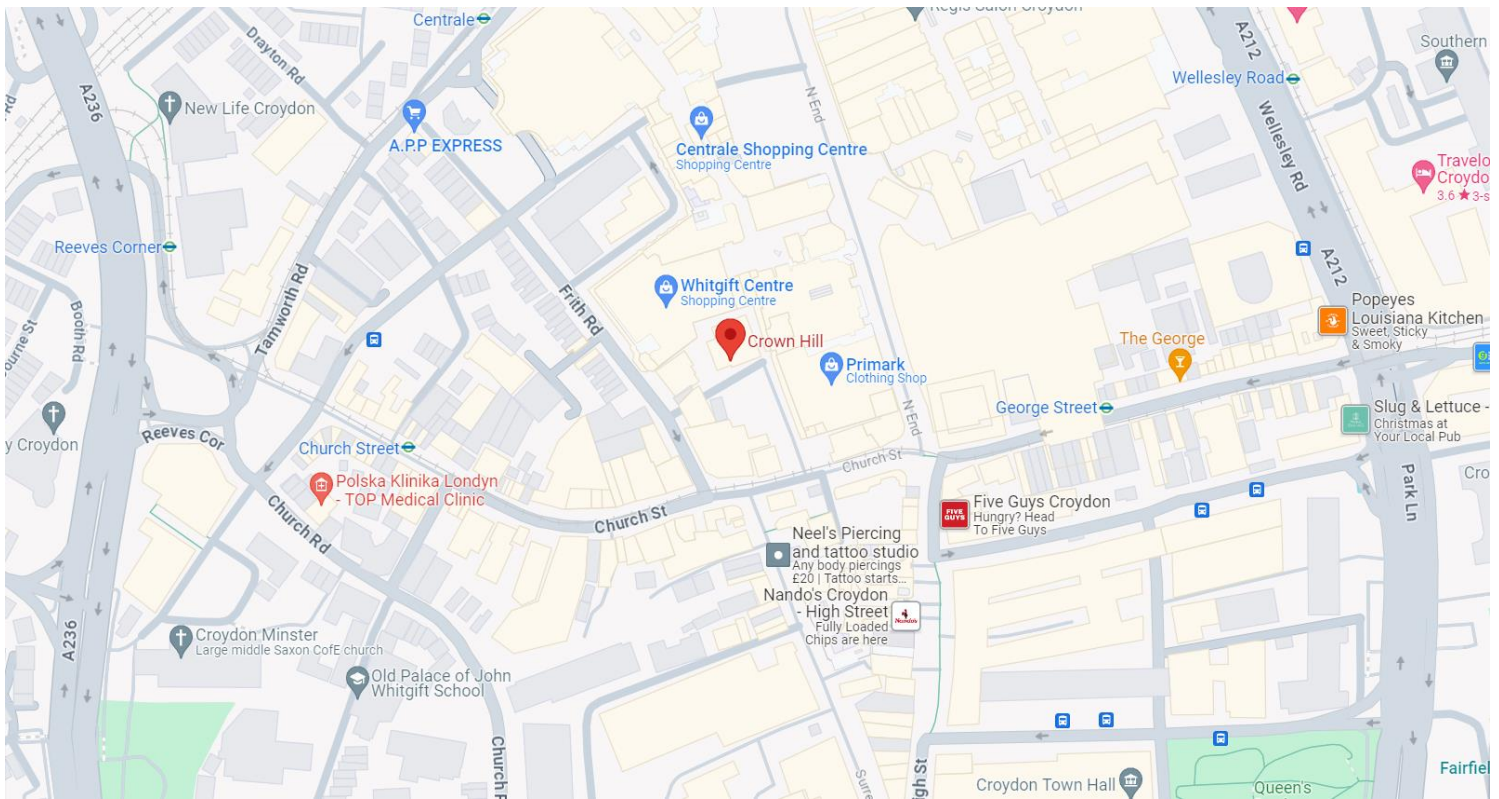 Centrale
Regis Salon Croydon
A212
Southern
Drayton Rd
Wellesley Road
A236
New Life Croydon
N End
Wellesley Rd
A.P.P EXPRESS
Centrale Shopping Centre
Shopping Centre
Travelo
Croydo
3.6 ★ 3-s
Rd
Reeves Corner
A212
Tamworth Rd
Frith Rd
Whitgift Centre
Shopping Centre
Popeyes
Louisiana Kitchen
Sweet, Sticky
& Smoky
Booth Rd
ourne St
Crown Hill
The George
Primark
Clothing Shop
N End
George Street
Slug & Lettuce -
Christmas at
Your Local Pub
y Croydon
Reeves Cor
Church Street
Church St
Polska Klinika Londyn
- TOP Medical Clinic
Park Ln
Cro
Church St
FIVE
GUYS
Five Guys Croydon
Hungry? Head
To Five Guys
Church Rd
Neel's Piercing
and tattoo studio
Any body piercings
£20 | Tattoo starts...
Nando's Croydon
- High Street
Fully Loaded
Chips are here
Nando's
A236
Croydon Minster
Large middle Saxon CofE church
Old Palace of John
Whitgift School
Church R
Surre
High St
Croydon Town Hall
Queen's
Fairfiel